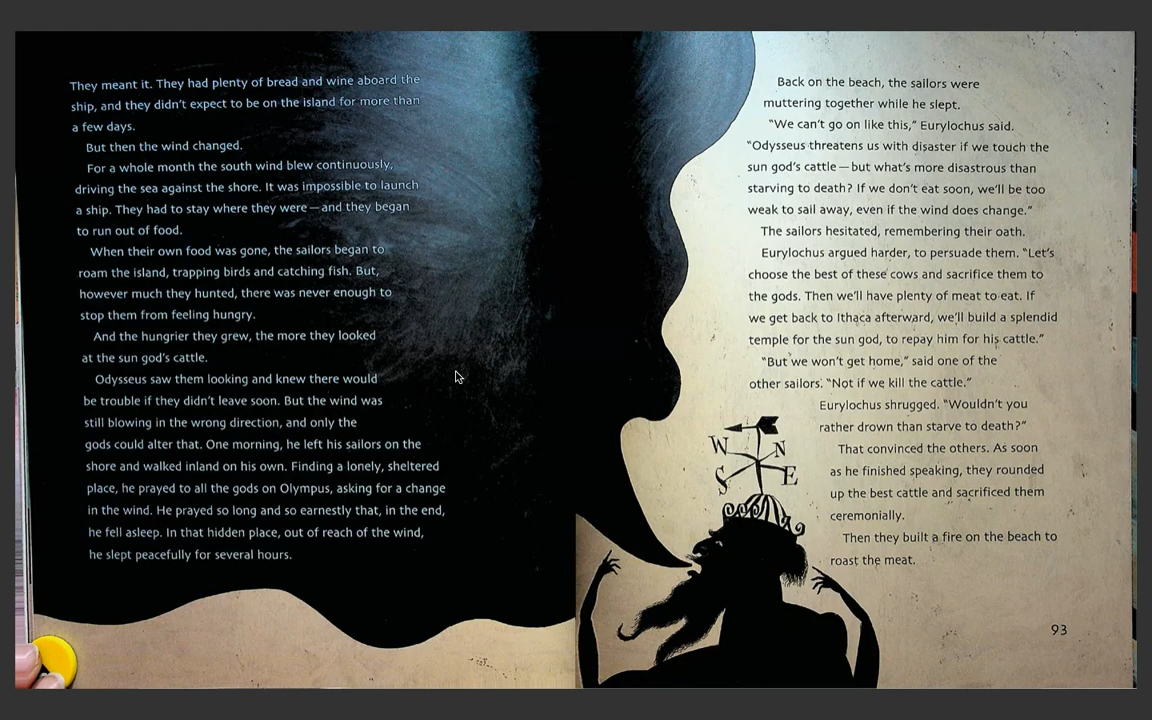 They meant it. They had plenty of bread and wine aboard the
ship, and they didn't expect to be on the island for more than
a few days.
But then the wind changed.
For a whole month the south wind blew continuously,
driving the sea against the shore. It was impossible to launch
a ship. They had to stay where they were—and they began
to run out of food.
When their own food was gone, the sailors began to
roam the island, trapping birds and catching fish. But,
however much they hunted, there was never enough to
stop them from feeling hungry.
And the hungrier they grew, the more they looked
at the sun god's cattle.
Odysseus saw them looking and knew there would
be trouble if they didn't leave soon. But the wind was
still blowing in the wrong direction, and only the
gods could alter that. One morning, he left his sailors on the
shore and walked inland on his own. Finding a lonely, sheltered
place, he prayed to all the gods on Olympus, asking for a change
in the wind. He prayed so long and so earnestly that, in the end,
he fell asleep. In that hidden place, out of reach of the wind,
he slept peacefully for several hours.
Back on the beach, the sailors were
muttering together while he slept.
"We can't go on like this," Eurylochus said.
"Odysseus threatens us with disaster if we touch the
sun god's cattle—but what's more disastrous than
starving to death? If we don't eat soon, we'll be too
weak to sail away, even if the wind does change."
The sailors hesitated, remembering their oath.
Eurylochus argued harder, to persuade them. "Let's
choose the best of these cows and sacrifice them to
the gods. Then we'll have plenty of meat to eat. If
we get back to Ithaca afterward, we'll build a splendid
temple for the sun god, to repay him for his cattle."
"But we won't get home," said one of the
other sailors. "Not if we kill the cattle."
Eurylochus shrugged. "Wouldn't you
rather drown than starve to death?"
That convinced the others. As soon
as he finished speaking, they rounded
up the best cattle and sacrificed them
ceremonially.
Then they built a fire on the beach to
roast the meat.
W N
S E
93